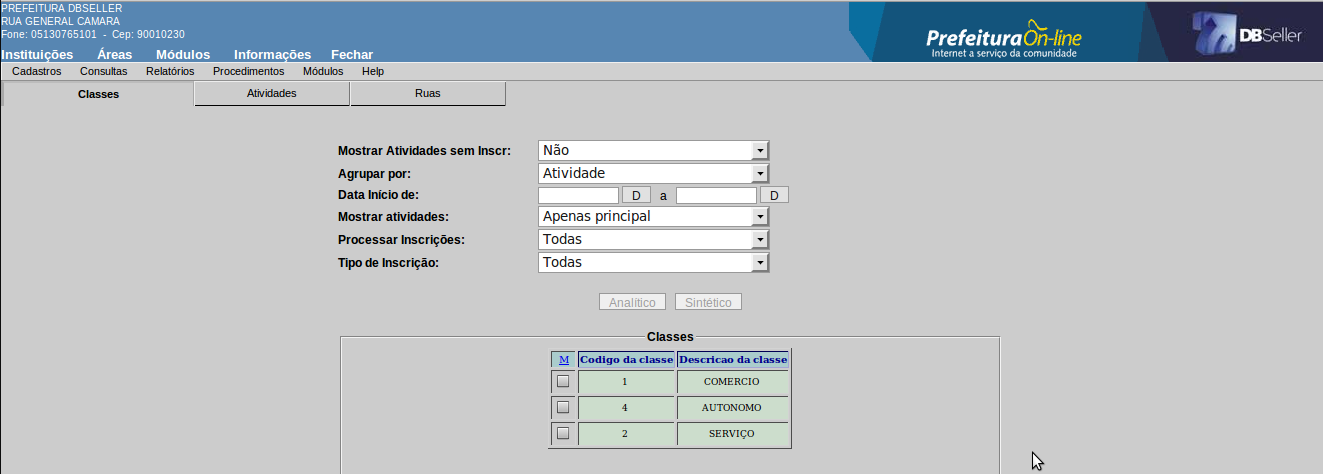 PREFEITURA DBSELLER
RUA GENERAL CAMARA
Fone: 05130765101 - Cep: 90010230
Prefeitura On-line
Internet a serviço da comunidade
DBSeller
Instituições Áreas Módulos Informações Fechar
Cadastros Consultas Relatórios Procedimentos Módulos Help
Classes Atividades Ruas
Mostrar Atividades sem Inscr: Não
Agrupar por: Atividade
Data Início de: D a D
Mostrar atividades: Apenas principal
Processar Inscrições: Todas
Tipo de Inscrição: Todas
Analítico Sintético
Classes
M Codigo da classe Descricao da classe
1 COMERCIO
4 AUTONOMO
2 SERVIÇO